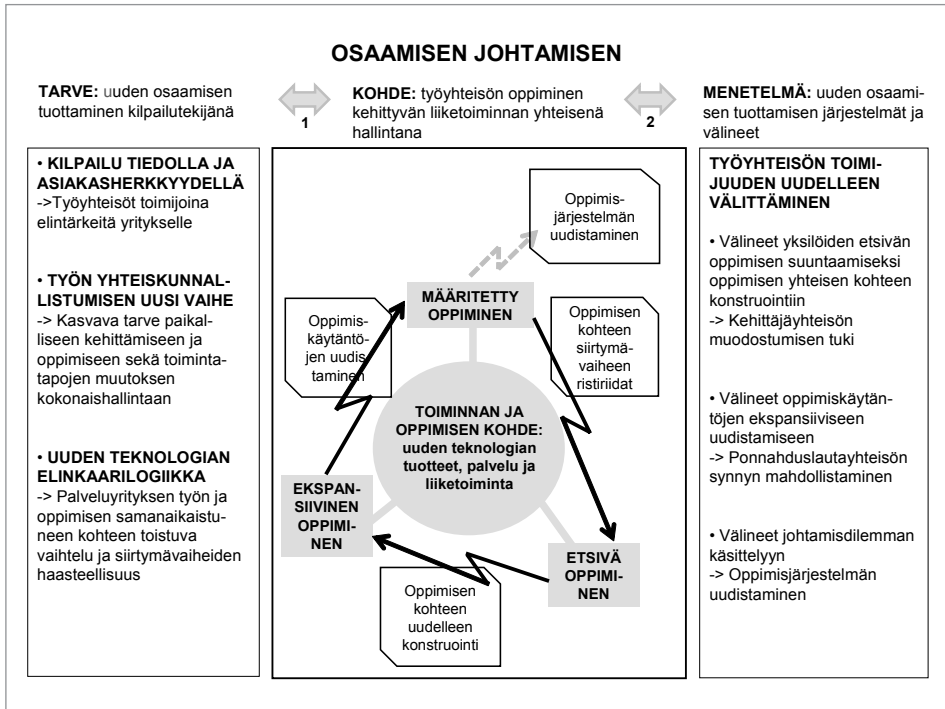 OSAAMISEN JOHTAMISEN
TARVE: uuden osaamisen
tuottaminen kilpailutekijänä
1
KOHDE: työyhteisön oppiminen
kehittyvän liiketoiminnan yhteisenä
hallintana
2
MENETELMÄ: uuden osaami-
sen tuottamisen järjestelmät ja
välineet
• KILPAILU TIEDOLLA JA
ASIAKASHERKKYYDELLÄ
->Työyhteisöt toimijoina
elintärkeitä yritykselle
• TYÖN YHTEISKUNNAL-
LISTUMISEN UUSI VAIHE
-> Kasvava tarve paikal-
liseen kehittämiseen ja
oppimiseen sekä toiminta-
tapojen muutoksen
kokonaishallintaan
• UUDEN TEKNOLOGIAN
ELINKAARILOGIIKKA
-> Palveluyrityksen työn ja
oppimisen samanaikaistu-
neen kohteen toistuva
vaihtelu ja siirtymävaiheiden
haasteellisuus
Oppimis-
järjestelmän
uudistaminen
MÄÄRITETTY
OPPIMINEN
Oppimis-
käytäntö-
jen uudis
taminen
Oppimisen
kohteen
siirtymä-
vaiheen
ristiriidat
TOIMINNAN JA
OPPIMISEN KOHDE:
uuden teknologian
tuotteet, palvelu ja
liiketoiminta
EKSPAN-
SIIVINEN
OPPIMI-
NEN
ETSIVÄ
OPPIMI-
NEN
Oppimisen
kohteen
uudelleen
konstruointi
TYÖYHTEISÖN TOIMI-
JUUDEN UUDELLEEN
VÄLITTÄMINEN
• Välineet yksilöiden etsivän
oppimisen suuntaamiseksi
oppimisen yhteisen kohteen
konstruointiin
-> Kehittäjäyhteisön
muodostumisen tuki
• Välineet oppimiskäytän-
töjen ekspansiiviseen
uudistamiseen
-> Ponnahduslautayhteisön
synnyn mahdollistaminen
• Välineet johtamisdilemman
käsittelyyn
-> Oppimisjärjestelmän
uudistaminen